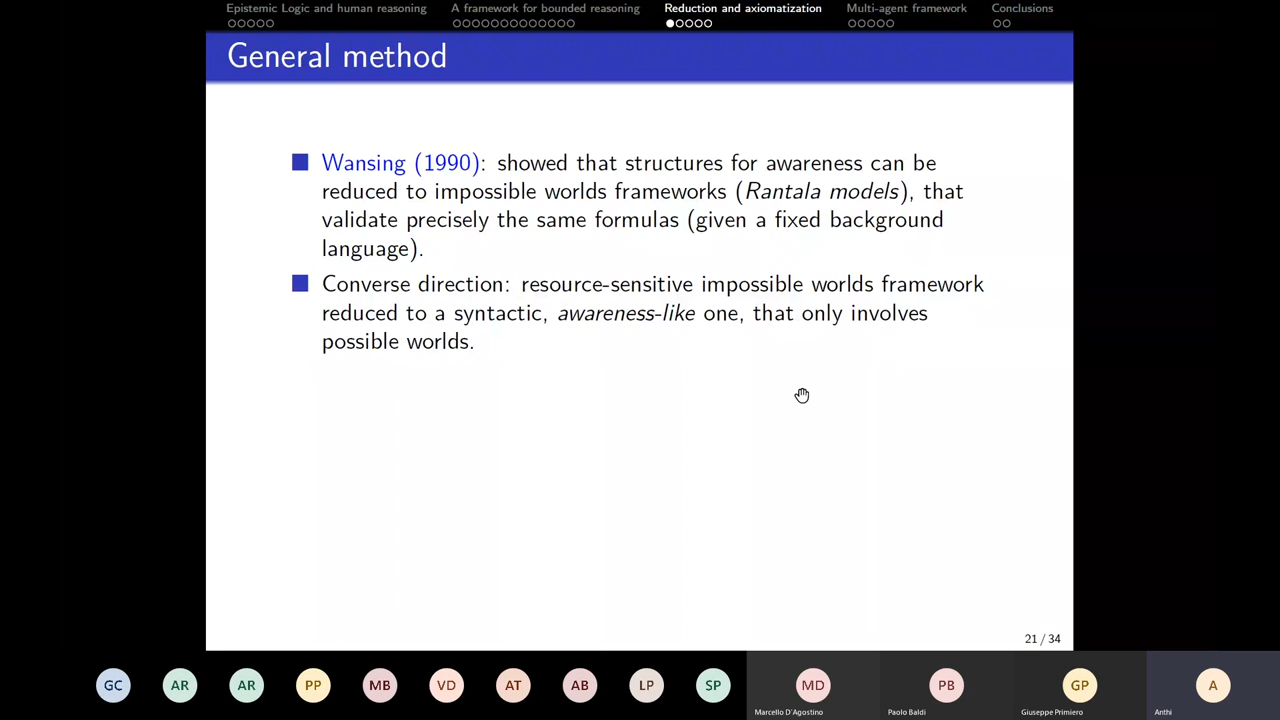 Epistemic Logic and human reasoning A framework for bounded reasoning Reduction and axiomatization Multi-agent framework Conclusions
General method
Wansing (1990): showed that structures for awareness can be
reduced to impossible worlds frameworks (Rantala models), that
validate precisely the same formulas (given a fixed background
language).
Converse direction: resource-sensitive impossible worlds framework
reduced to a syntactic, awareness-like one, that only involves
possible worlds.
21 / 34
GC AR AR PP MB VD AT AB LP SP MD PB GP A
Marcello D'Agostino Paolo Baldi Giuseppe Primiero Anthi